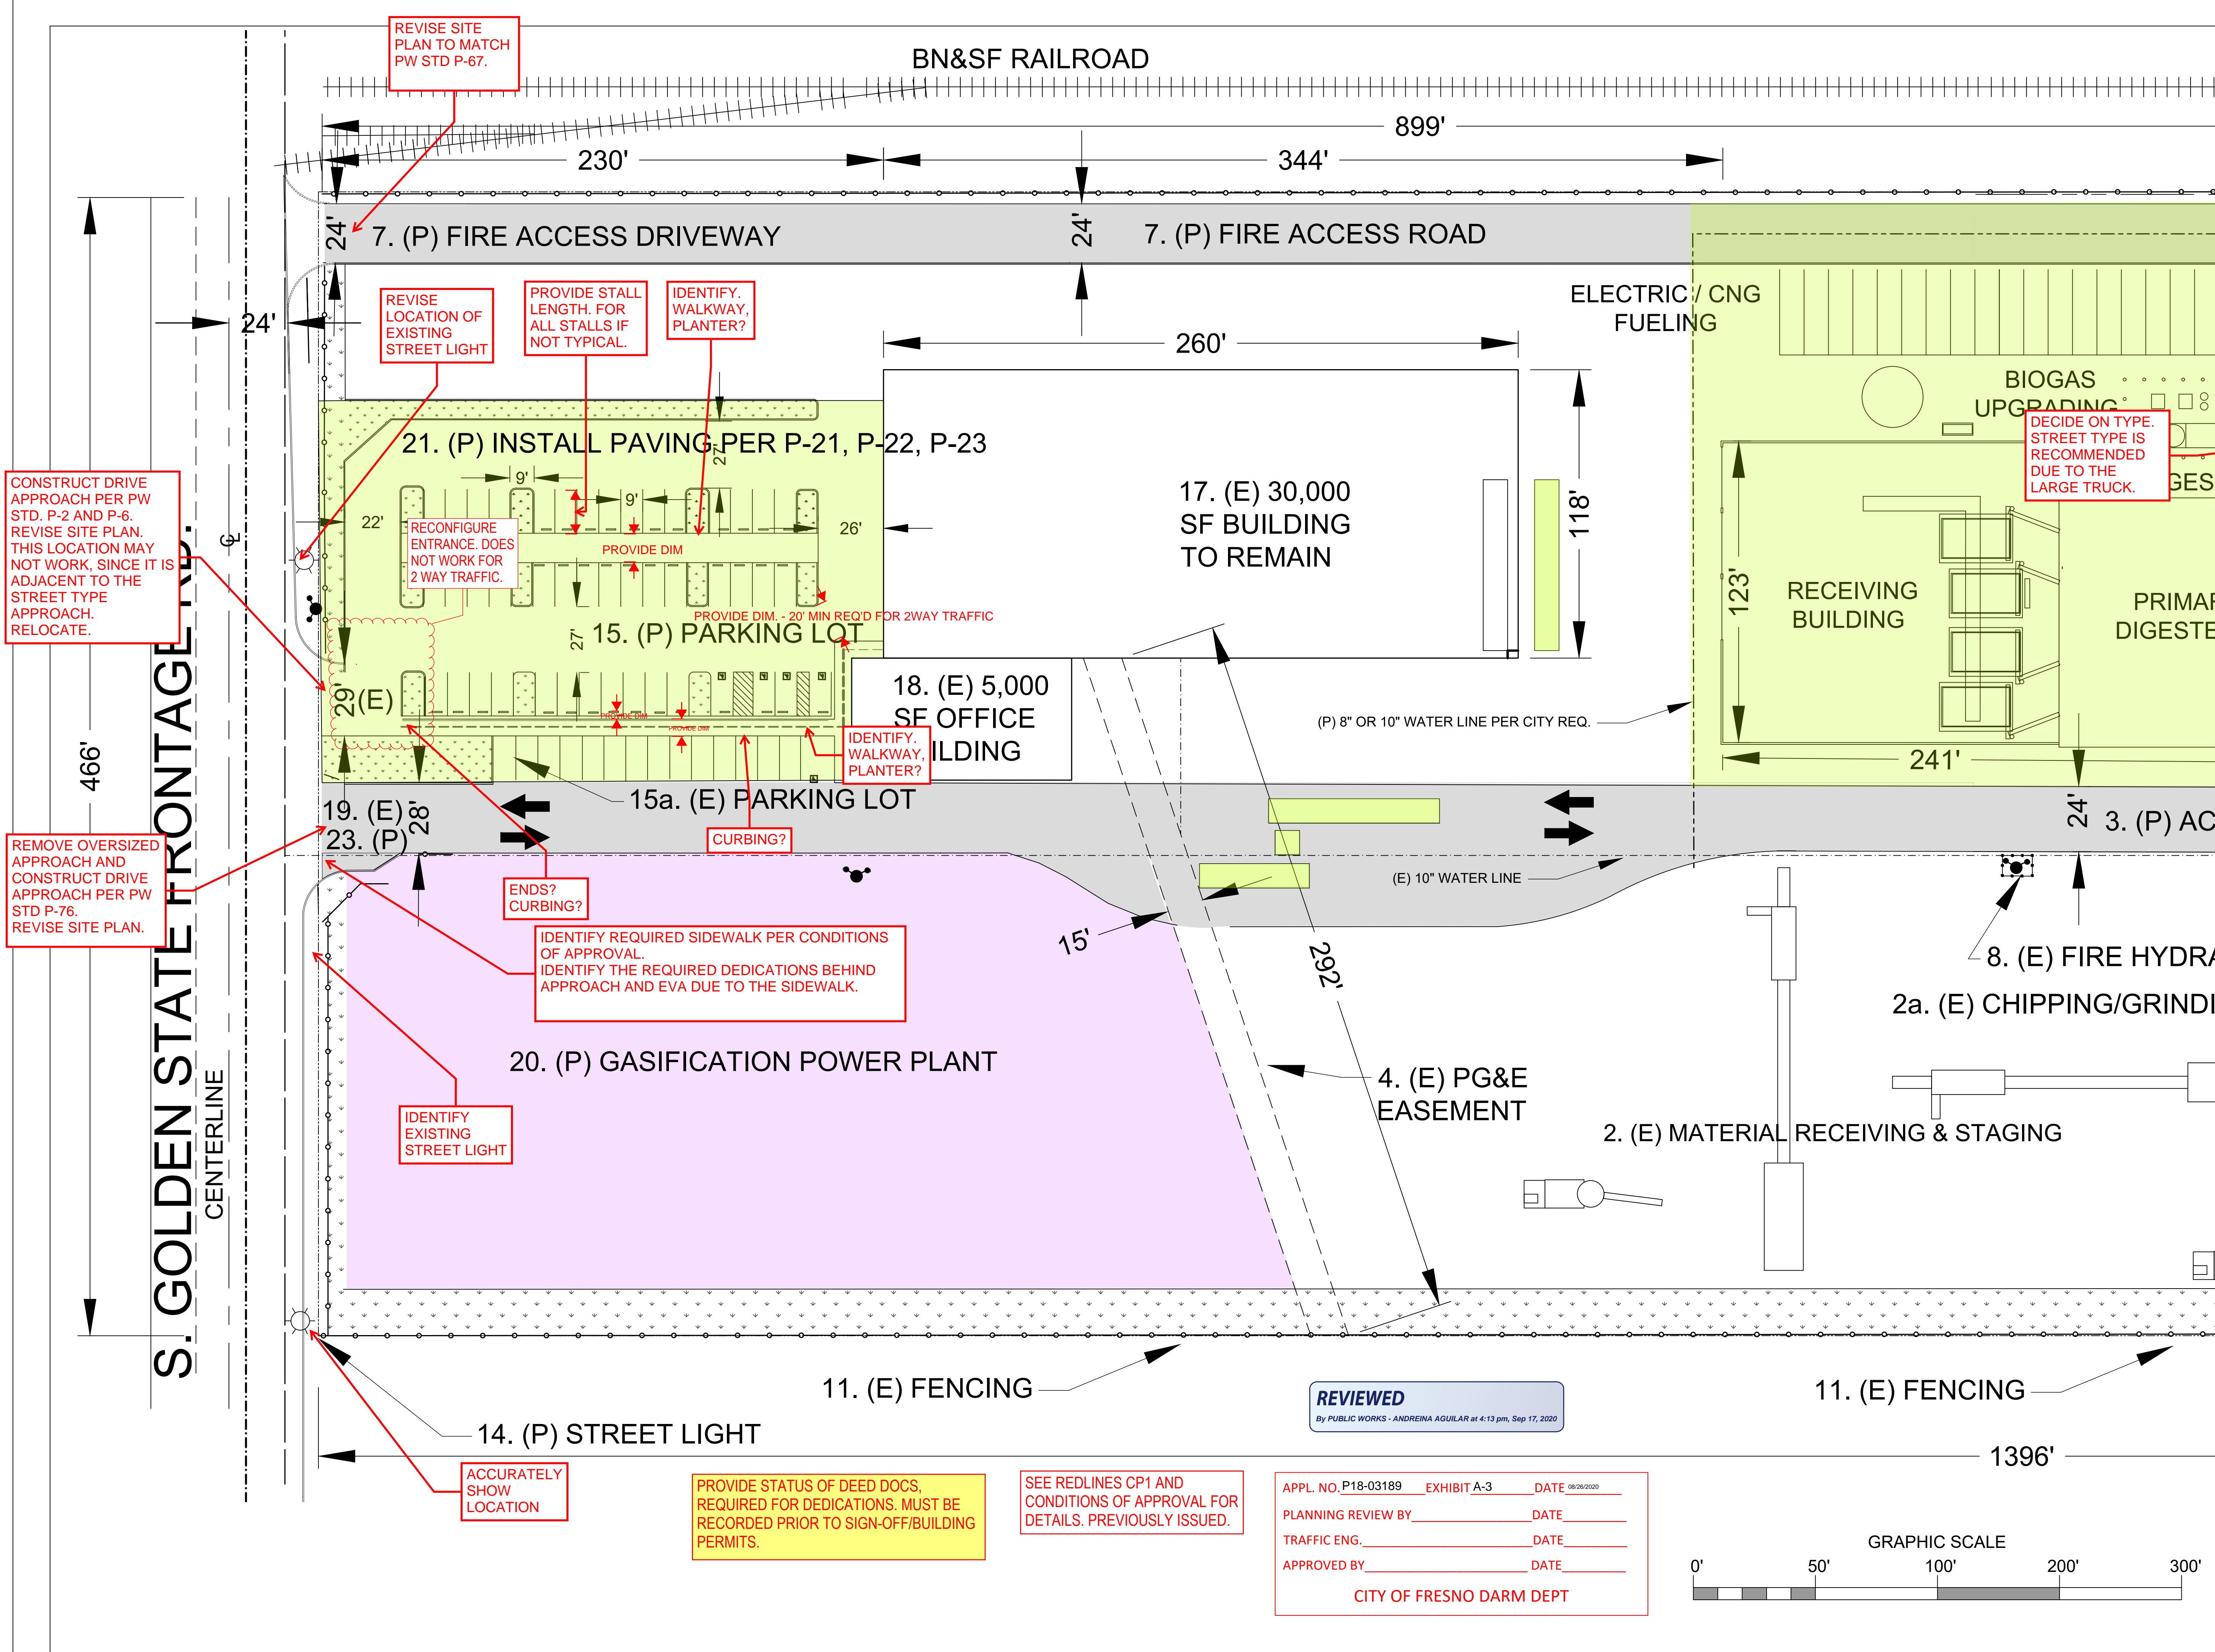 REVISE SITE
PLAN TO MATCH
PW STD P-67.
BN&SF RAILROAD
899'
230'
344'
24'
7. (P) FIRE ACCESS DRIVEWAY
24'
7. (P) FIRE ACCESS ROAD
24'
REVISE
LOCATION OF
EXISTING
STREET LIGHT
PROVIDE STALL
LENGTH. FOR
ALL STALLS IF
NOT TYPICAL.
IDENTIFY.
WALKWAY,
PLANTER?
ELECTRIC / CNG
FUELING
260'
118'
BIOGAS
UPGRADING
DECIDE ON TYPE.
STREET TYPE IS
RECOMMENDED
DUE TO THE
LARGE TRUCK.
GES
21. (P) INSTALL PAVING PER P-21, P-22, P-23
27'
9'
9'
22'
26'
RECONFIGURE
ENTRANCE. DOES
NOT WORK FOR
2 WAY TRAFFIC.
PROVIDE DIM
17. (E) 30,000
SF BUILDING
TO REMAIN
CONSTRUCT DRIVE
APPROACH PER PW
STD. P-2 AND P-6.
REVISE SITE PLAN.
THIS LOCATION MAY
NOT WORK, SINCE IT IS
ADJACENT TO THE
STREET TYPE
APPROACH.
RELOCATE.
PROVIDE DIM. - 20' MIN REQ'D FOR 2WAY TRAFFIC
15. (P) PARKING LOT
27'
123'
RECEIVING
BUILDING
PRIMAR
DIGESTE
29'
(E)
PROVIDE DIM
PROVIDE DIM
18. (E) 5,000
SF OFFICE
ILDING
IDENTIFY.
WALKWAY,
PLANTER?
(P) 8" OR 10" WATER LINE PER CITY REQ.
241'
466'
S. GOLDEN STATE FRONTAGE RD.
CENTERLINE
15a. (E) PARKING LOT
19. (E)
23. (P)
28'
CURBING?
24'
3. (P) AC
REMOVE OVERSIZED
APPROACH AND
CONSTRUCT DRIVE
APPROACH PER PW
STD P-76.
REVISE SITE PLAN.
ENDS?
CURBING?
(E) 10" WATER LINE
15'
292'
IDENTIFY REQUIRED SIDEWALK PER CONDITIONS
OF APPROVAL.
IDENTIFY THE REQUIRED DEDICATIONS BEHIND
APPROACH AND EVA DUE TO THE SIDEWALK.
8. (E) FIRE HYDRA
2a. (E) CHIPPING/GRINDI
20. (P) GASIFICATION POWER PLANT
4. (E) PG&E
EASEMENT
IDENTIFY
EXISTING
STREET LIGHT
2. (E) MATERIAL RECEIVING & STAGING
11. (E) FENCING
11. (E) FENCING
REVIEWED
By PUBLIC WORKS - ANDREINA AGUILAR at 4:13 pm, Sep 17, 2020
14. (P) STREET LIGHT
1396'
ACCURATELY
SHOW
LOCATION
PROVIDE STATUS OF DEED DOCS,
REQUIRED FOR DEDICATIONS. MUST BE
RECORDED PRIOR TO SIGN-OFF/BUILDING
PERMITS.
SEE REDLINES CP1 AND
CONDITIONS OF APPROVAL FOR
DETAILS. PREVIOUSLY ISSUED.
APPL. NO. P18-03189 EXHIBIT A-3 DATE 08/26/2020
PLANNING REVIEW BY DATE
TRAFFIC ENG. DATE
APPROVED BY DATE
CITY OF FRESNO DARM DEPT
GRAPHIC SCALE
0' 50' 100' 200' 300'